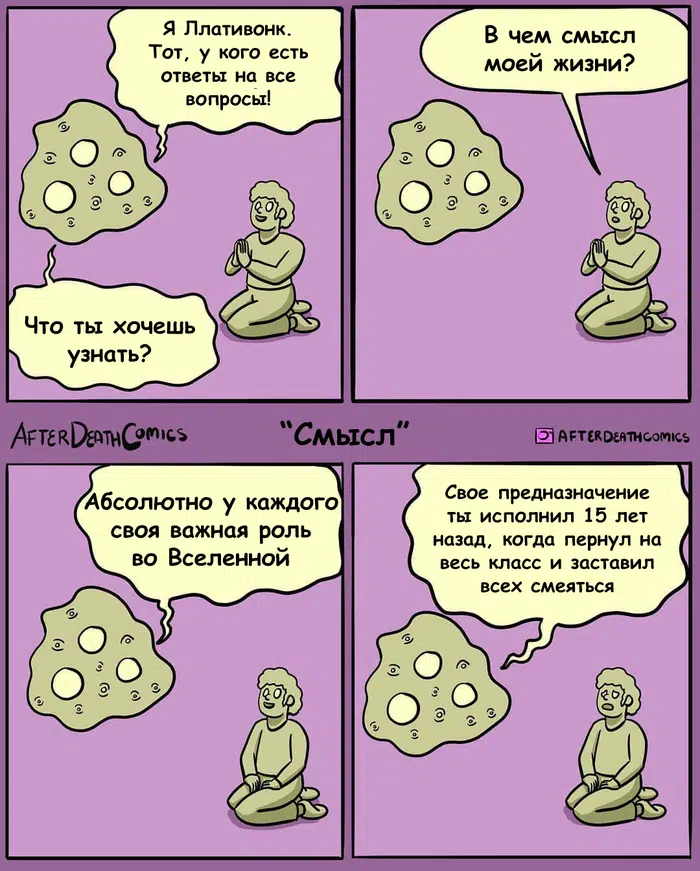 Я Ллативонк.
Тот, у кого есть
ответы на все
вопросы!
Что ты хочешь
узнать?
В чем смысл
моей жизни?
AFTERDEATHCOMICS
“Смысл”
AFTERDEATHCOMICS
Абсолютно у каждого
своя важная роль
во Вселенной
Свое предназначение
ты исполнил 15 лет
назад, когда пернул на
весь класс и заставил
всех смеяться